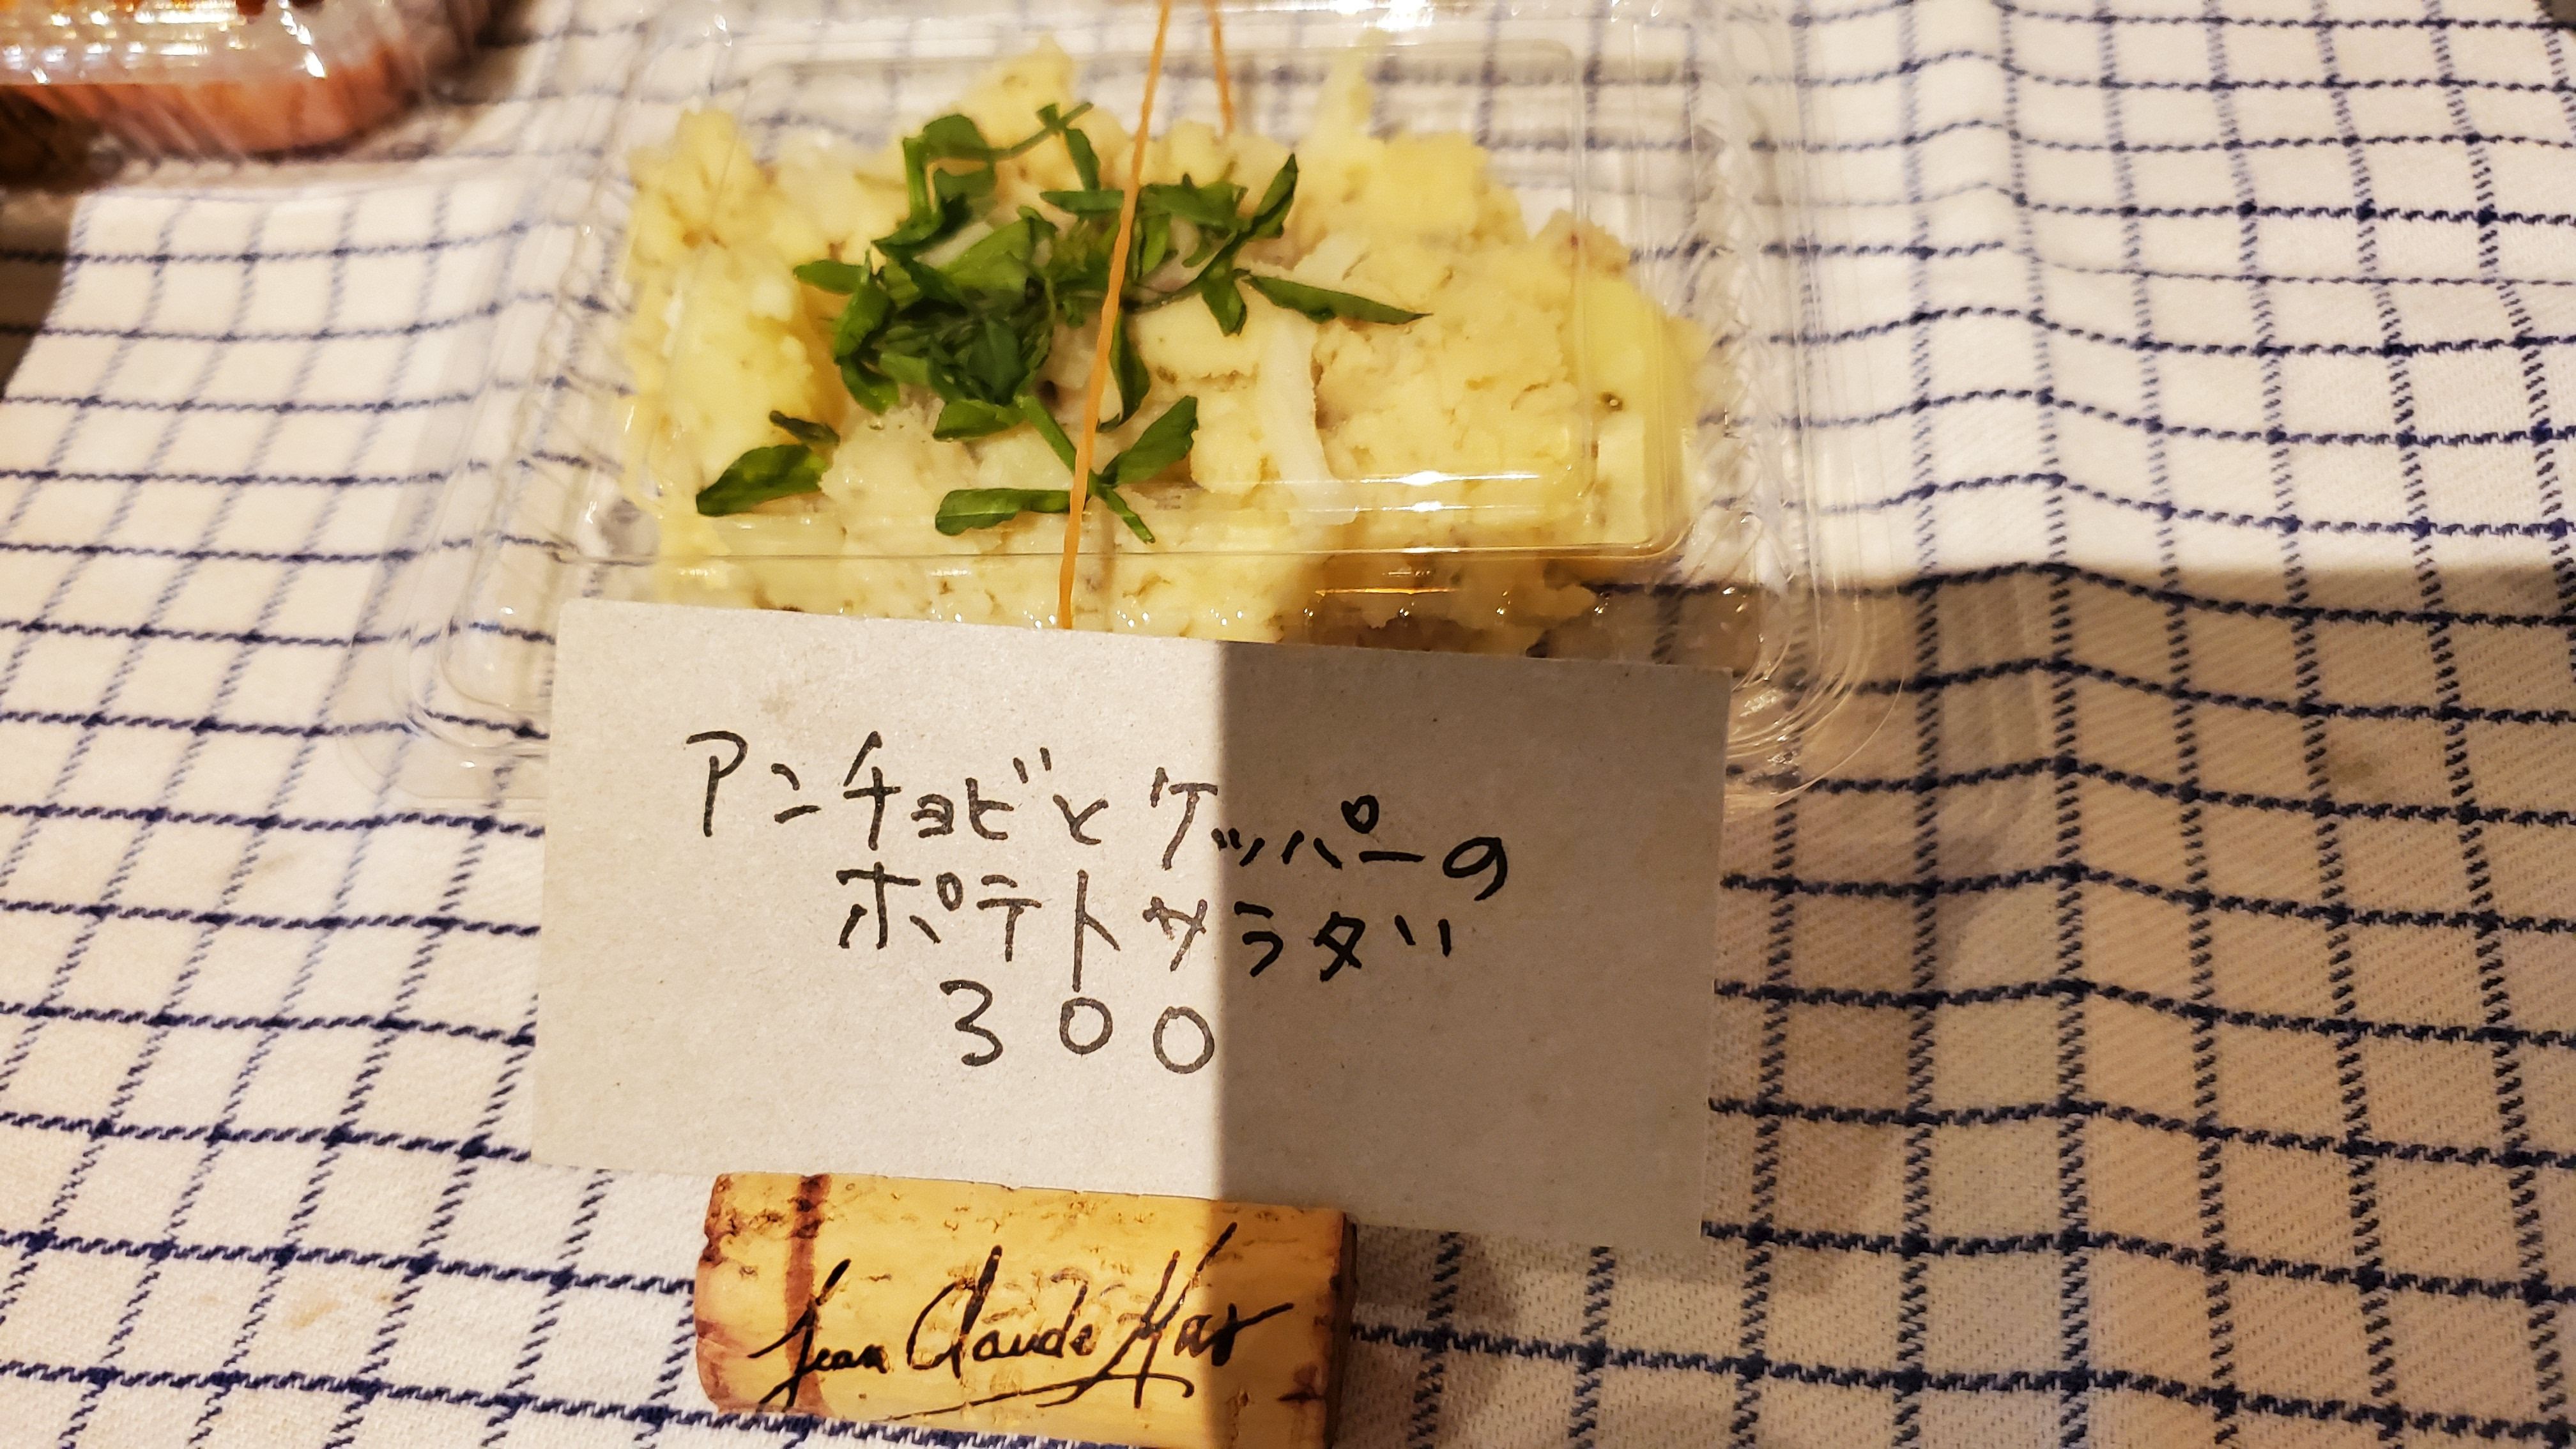 アンチョビとケッパーの
ポテトサラダ
300
Jean Claude Mas